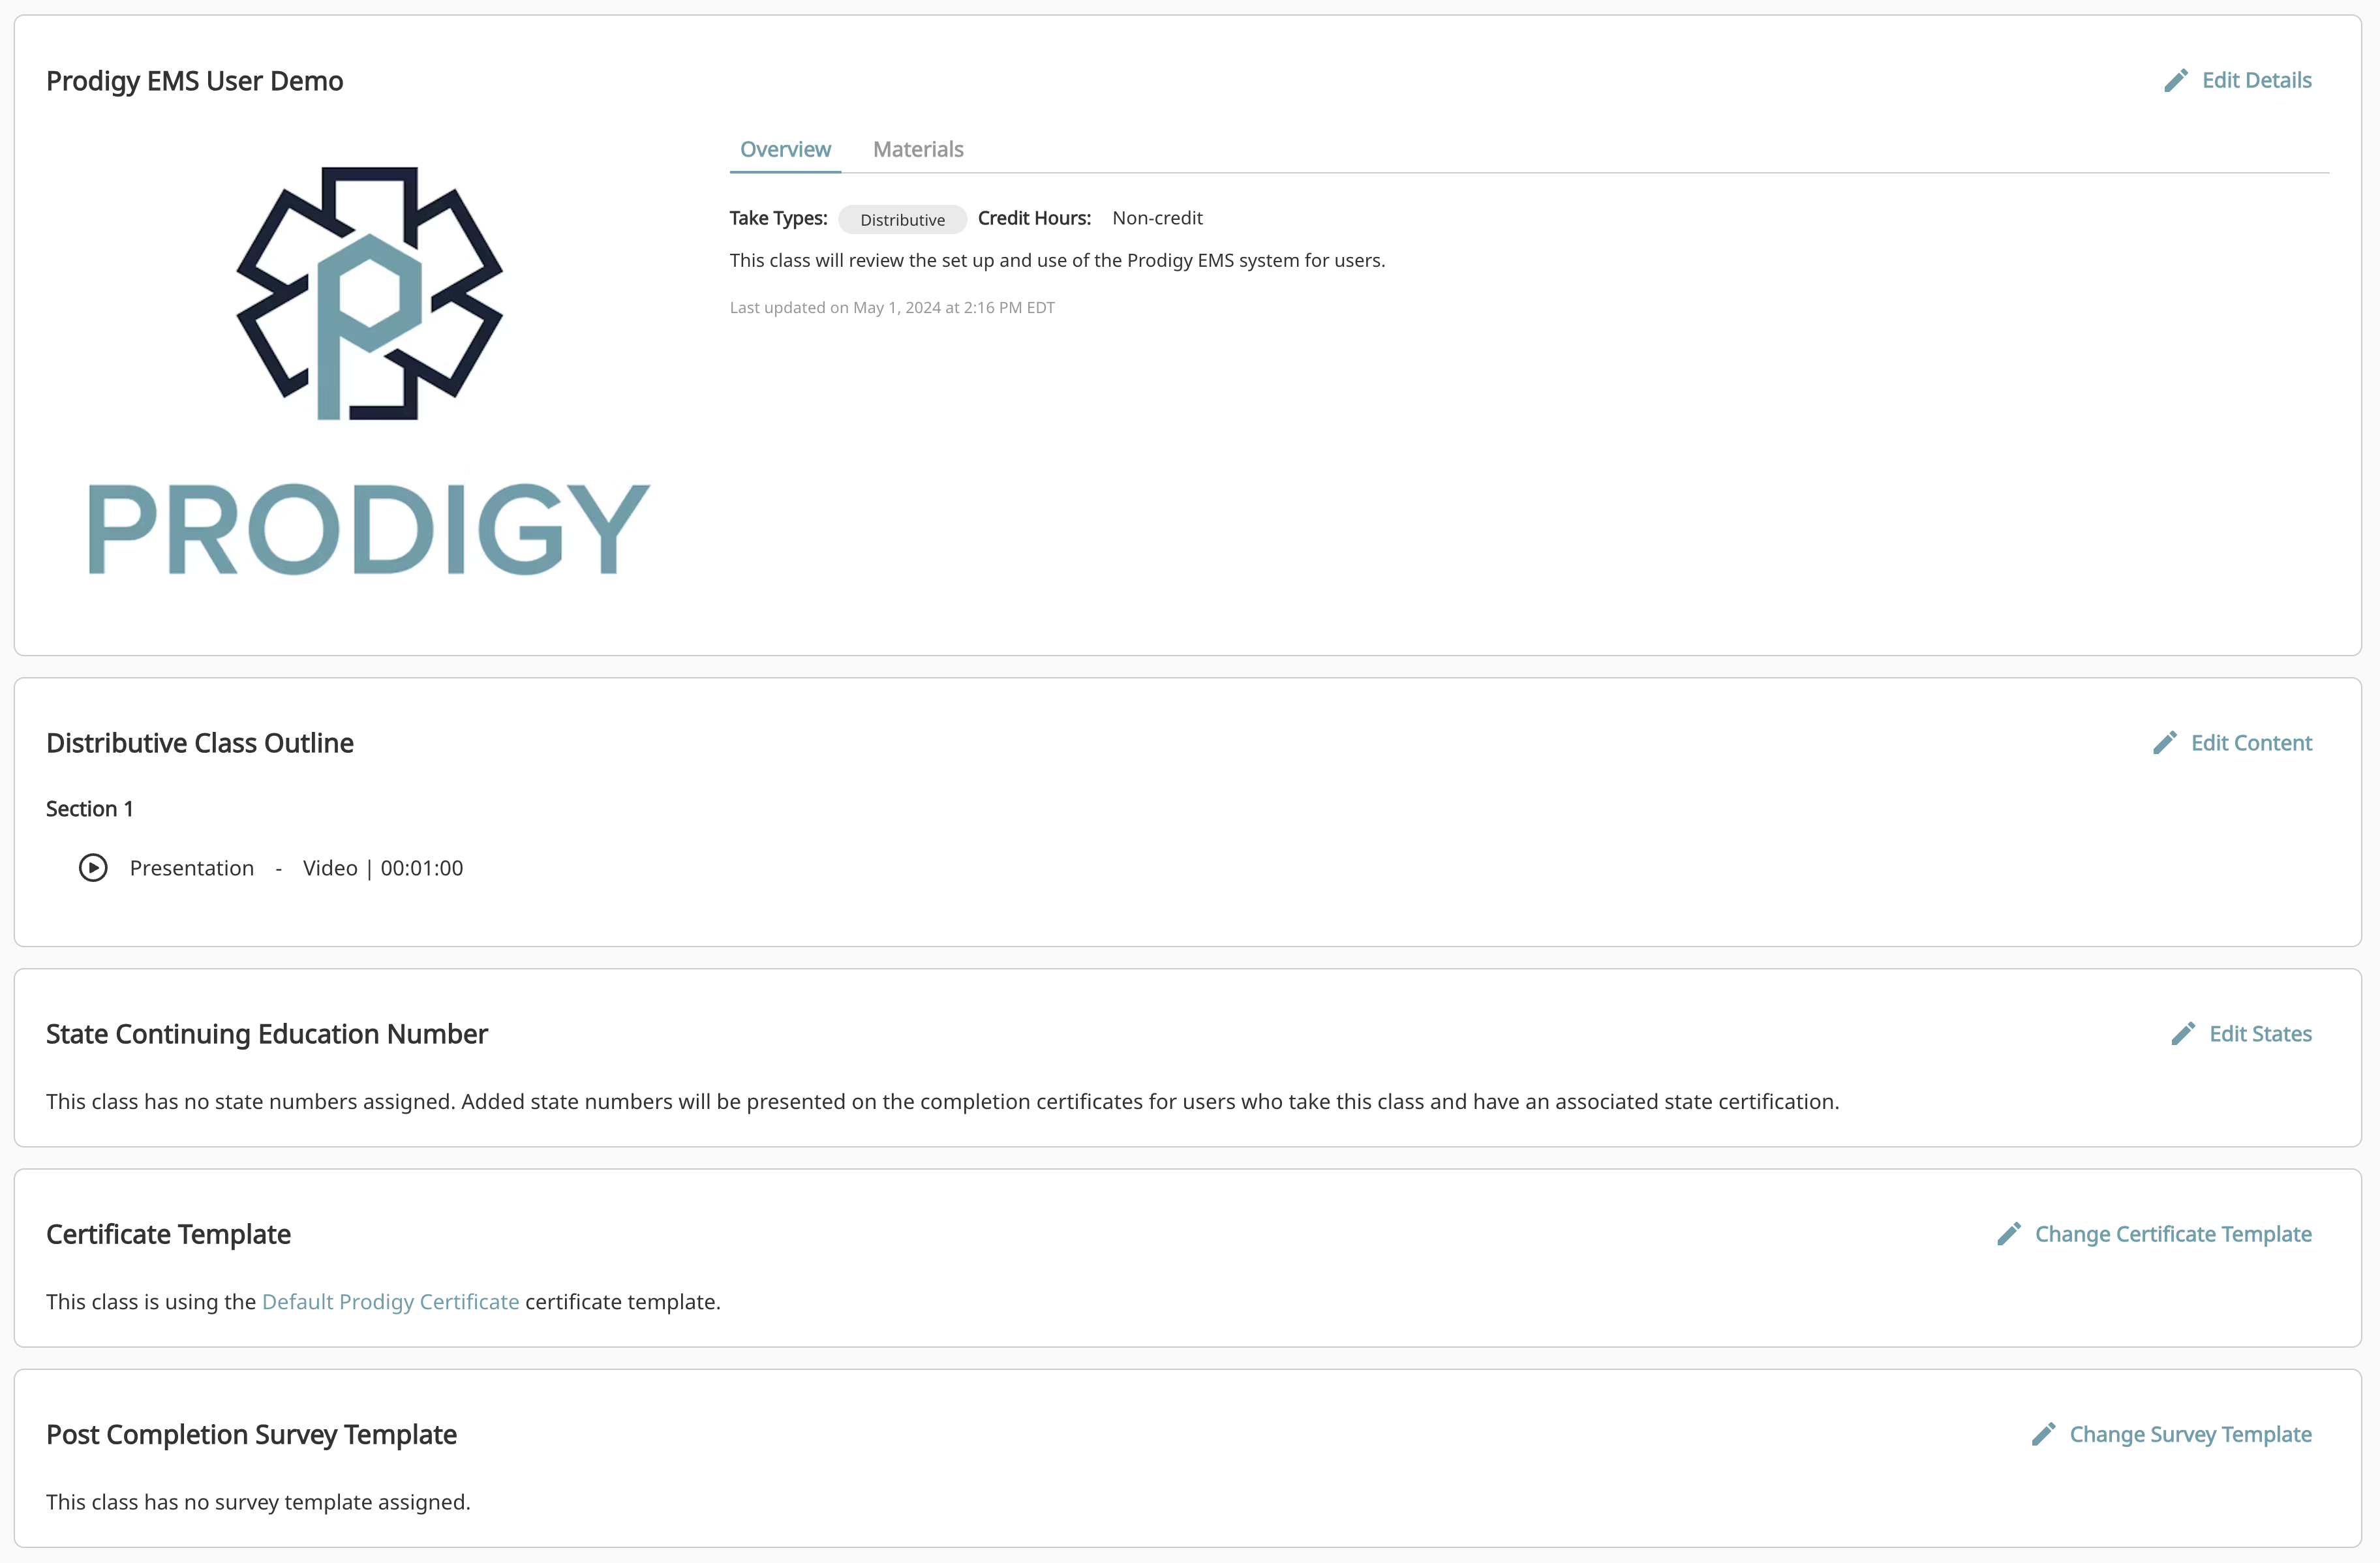 Prodigy EMS User Demo
Edit Details
Overview
Materials
Take Types: Distributive Credit Hours: Non-credit
This class will review the set up and use of the Prodigy EMS system for users.
Last updated on May 1, 2024 at 2:16 PM EDT
PRODIGY
Distributive Class Outline
Edit Content
Section 1
Presentation - Video | 00:01:00
State Continuing Education Number
Edit States
This class has no state numbers assigned. Added state numbers will be presented on the completion certificates for users who take this class and have an associated state certification.
Certificate Template
Change Certificate Template
This class is using the Default Prodigy Certificate certificate template.
Post Completion Survey Template
Change Survey Template
This class has no survey template assigned.